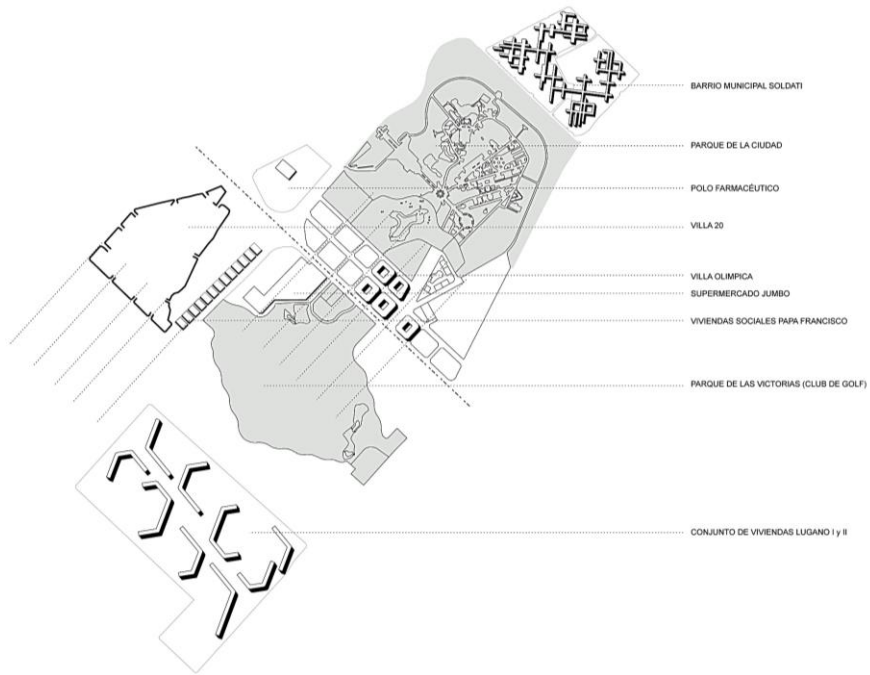 BARRIO MUNICIPAL SOLDATI
PARQUE DE LA CIUDAD
POLO FARMACÉUTICO
VILLA 20
VILLA OLIMPICA
SUPERMERCADO JUMBO
VIVIENDAS SOCIALES PAPA FRANCISCO
PARQUE DE LAS VICTORIAS (CLUB DE GOLF)
CONJUNTO DE VIVIENDAS LUGANO I y II